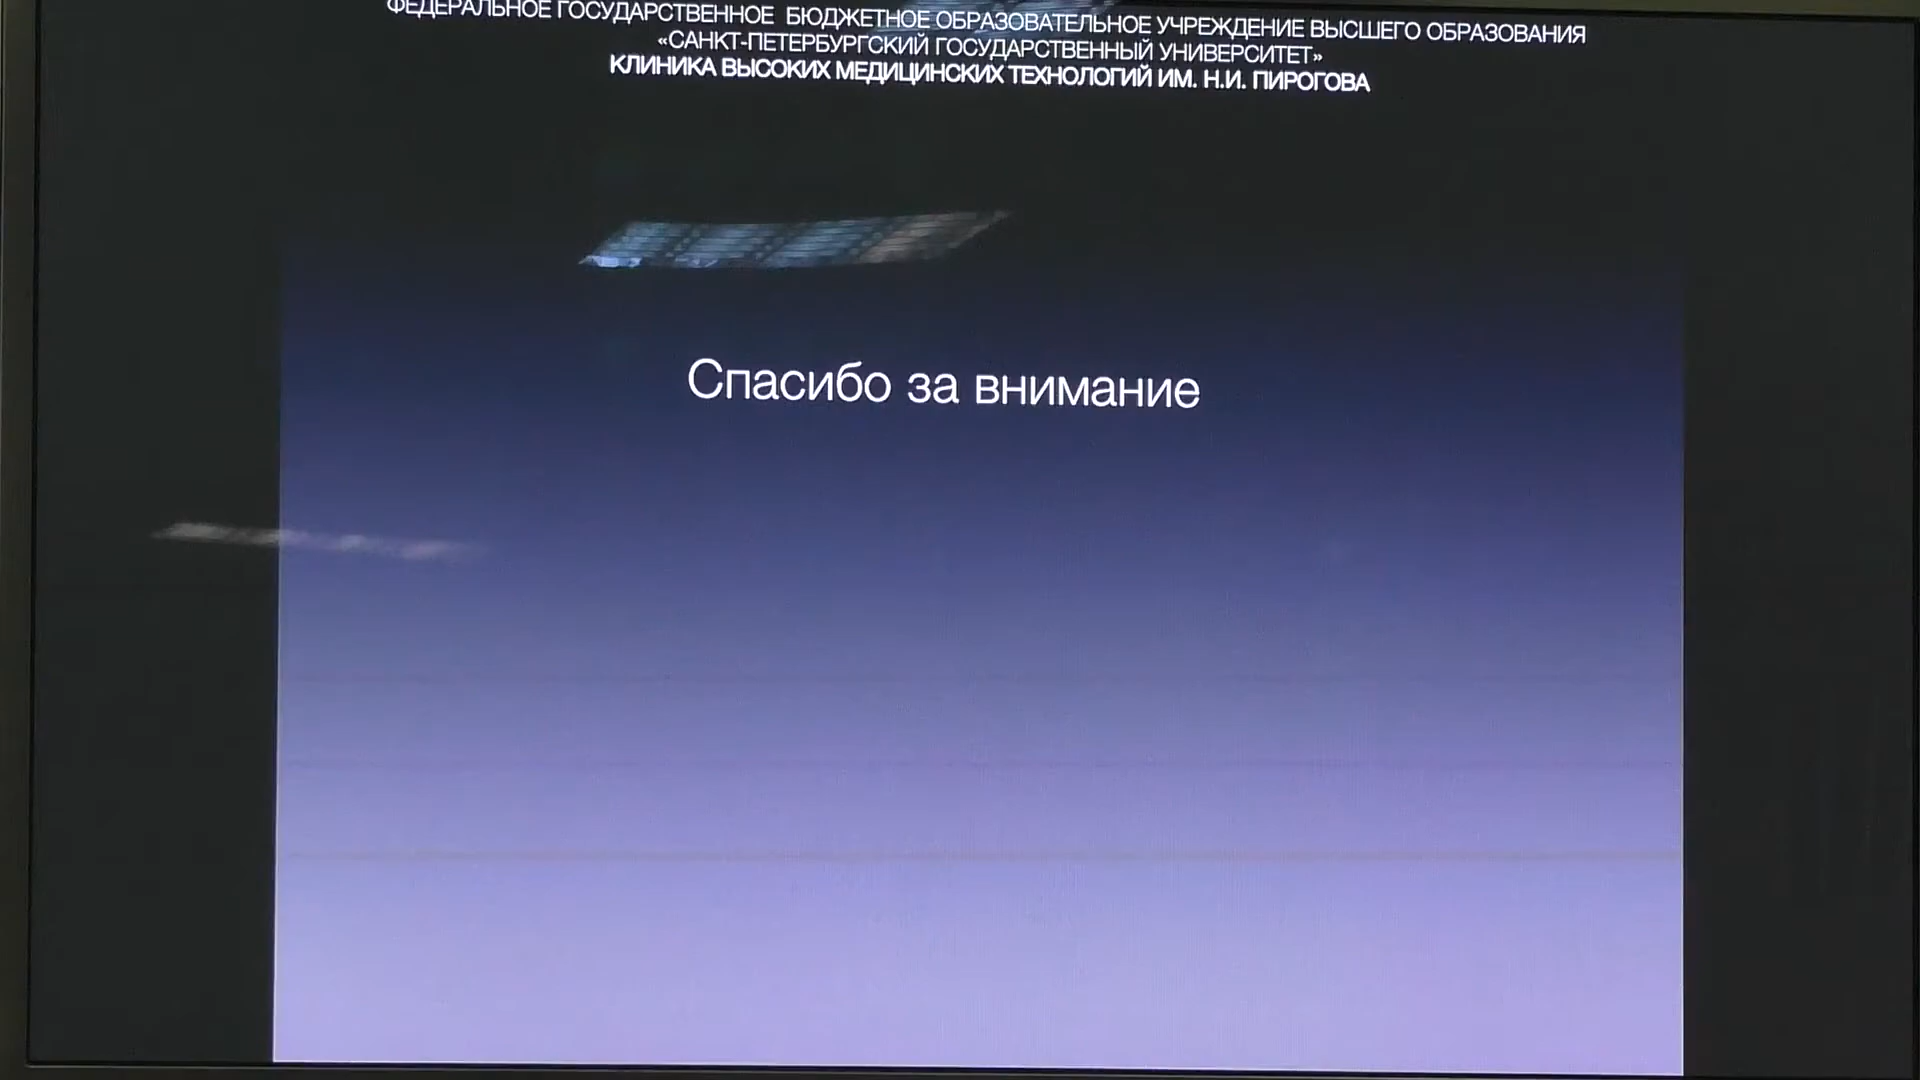 ФЕДЕРАЛЬНОЕ ГОСУДАРСТВЕННОЕ БЮДЖЕТНОЕ ОБРАЗОВАТЕЛЬНОЕ УЧРЕЖДЕНИЕ ВЫСШЕГО ОБРАЗОВАНИЯ
«САНКТ-ПЕТЕРБУРГСКИЙ ГОСУДАРСТВЕННЫЙ УНИВЕРСИТЕТ»
КЛИНИКА ВЫСОКИХ МЕДИЦИНСКИХ ТЕХНОЛОГИЙ ИМ. Н.И. ПИРОГОВА
Спасибо за внимание